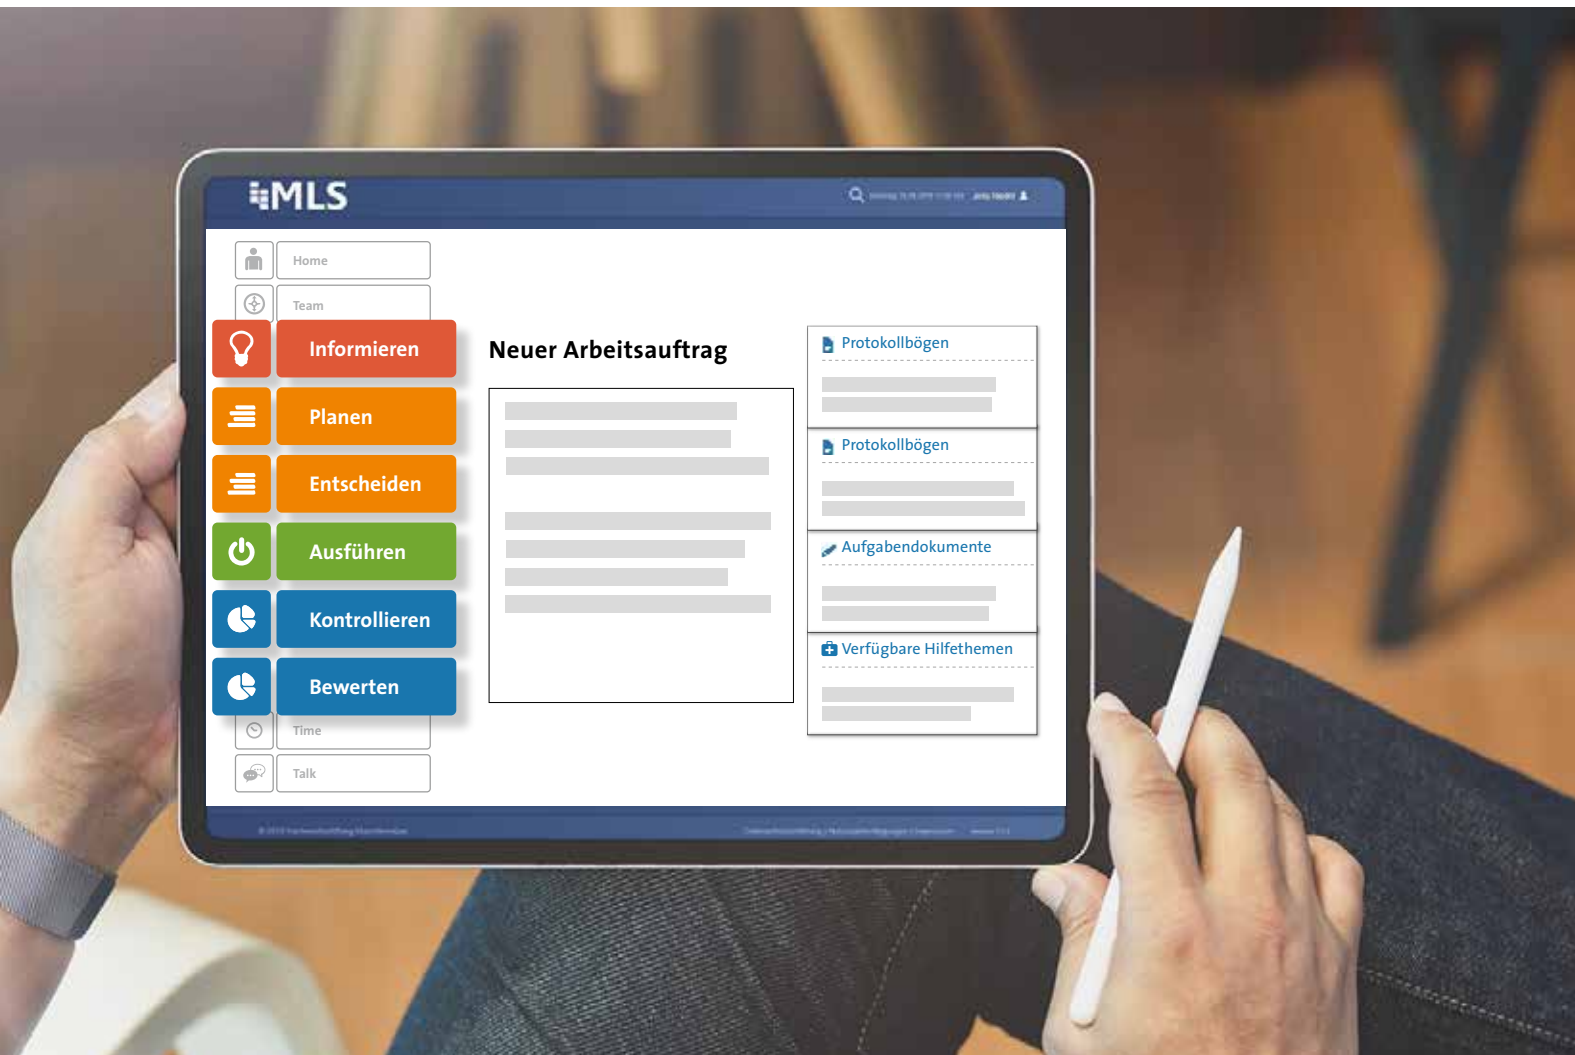 MLS
Home
Team
Informieren
Planen
Entscheiden
Ausführen
Kontrollieren
Bewerten
Time
Talk
Neuer Arbeitsauftrag
Protokollbögen
Protokollbögen
Aufgabendokumente
Verfügbare Hilfethemen